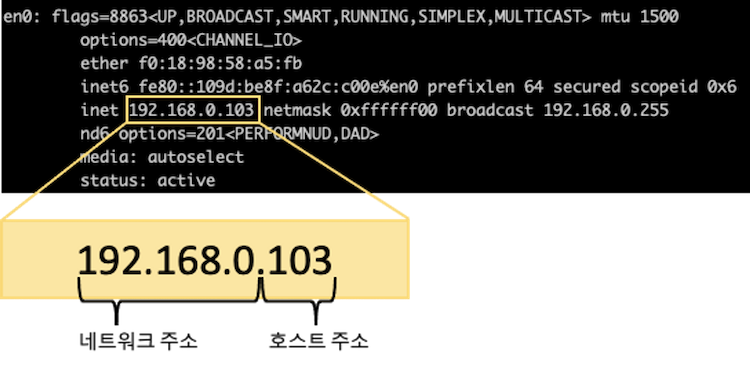 en0: flags=8863<UP,BROADCAST,SMART,RUNNING,SIMPLEX,MULTICAST> mtu 1500
options=400<CHANNEL_IO>
ether f0:18:98:58:a5:fb
inet6 fe80::109d:be8f:a62c:c00e%en0 prefixlen 64 secured scopeid 0x6
inet 192.168.0.103 netmask 0xffffff00 broadcast 192.168.0.255
nd6 options=201<PERFORMNUD,DAD>
media: autoselect
status: active
192.168.0.103
네트워크 주소 호스트 주소